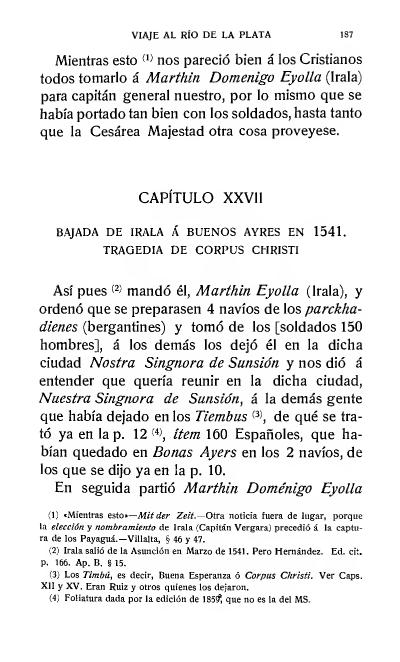 VIAJE AL RÍO DE LA PLATA 187
Mientras esto (1) nos pareció bien á los Cristianos
todos tomarlo á Marthin Domenigo Eyolla (Irala)
para capitán general nuestro, por lo mismo que se
había portado tan bien con los soldados, hasta tanto
que la Cesárea Majestad otra cosa proveyese.
CAPÍTULO XXVII
BAJADA DE IRALA Á BUENOS AYRES EN 1541.
TRAGEDIA DE CORPUS CHRISTI
Así pues (2) mandó él, Marthin Eyolla (Irala), y
ordenó que se preparasen 4 navíos de los parckha-
dienes (bergantines) y tomó de los [soldados 150
hombres], á los demás los dejó él en la dicha
ciudad Nostra Singnora de Sunsión y nos dió á
entender que quería reunir en la dicha ciudad,
Nuestra Singnora de Sunsión, á la demás gente
que había dejado en los Tiembus (3), de qué se tra-
tó ya en la p. 12 (4), ítem 160 Españoles, que ha-
bían quedado en Bonas Ayers en los 2 navíos, de
los que se dijo ya en la p. 10.
En seguida partió Marthin Doménigo Eyolla
(1) «Mientras esto»—Mit der Zeit.—Otra noticia fuera de lugar, porque
la elección y nombramiento de Irala (Capitán Vergara) precedió á la captu-
ra de los Payaguá.—Villalta, § 46 y 47.
(2) Irala salió de la Asunción en Marzo de 1541. Pero Hernández. Ed. cit.
p. 166. Ap. B. § 15.
(3) Los Timbú, es decir, Buena Esperanza ó Corpus Christi. Ver Caps.
XII y XV. Eran Ruiz y otros quienes los dejaron.
(4) Foliatura dada por la edición de 1859, que no es la del MS.